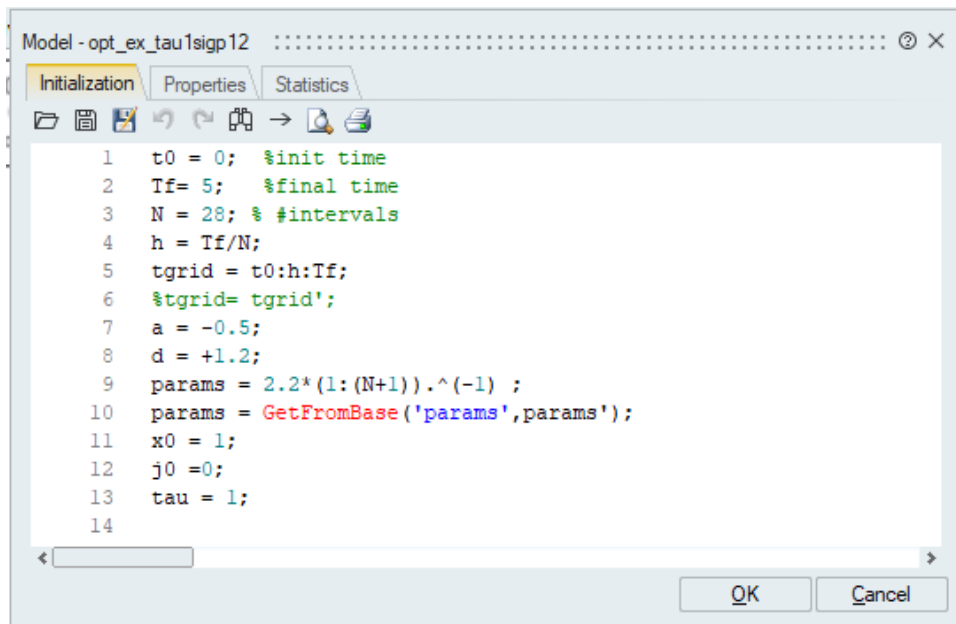 Model - opt_ex_tau1sigp12
Initialization Properties Statistics
1 t0 = 0; %init time
2 Tf= 5; %final time
3 N = 28; % #intervals
4 h = Tf/N;
5 tgrid = t0:h:Tf;
6 %tgrid= tgrid';
7 a = -0.5;
8 d = +1.2;
9 params = 2.2*(1:(N+1)).^(-1) ;
10 params = GetFromBase('params',params');
11 x0 = 1;
12 j0 =0;
13 tau = 1;
14
OK Cancel